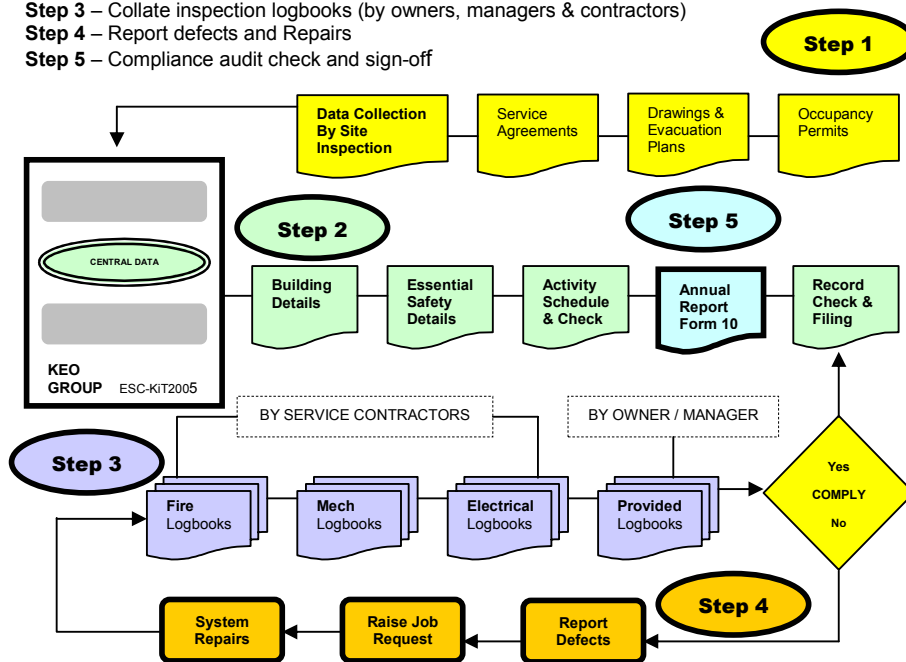 Step 3 – Collate inspection logbooks (by owners, managers & contractors)
Step 4 – Report defects and Repairs
Step 5 – Compliance audit check and sign-off
Step 1
Data Collection
By Site
Inspection
Service
Agreements
Drawings &
Evacuation
Plans
Occupancy
Permits
Step 2
Step 5
CENTRAL DATA
Building
Details
Essential
Safety
Details
Activity
Schedule
& Check
Annual
Report
Form 10
Record
Check &
Filing
KEO
GROUP ESC-KiT2005
BY SERVICE CONTRACTORS
BY OWNER / MANAGER
Step 3
Fire
Logbooks
Mech
Logbooks
Electrical
Logbooks
Provided
Logbooks
Yes
COMPLY
No
Step 4
System
Repairs
Raise Job
Request
Report
Defects